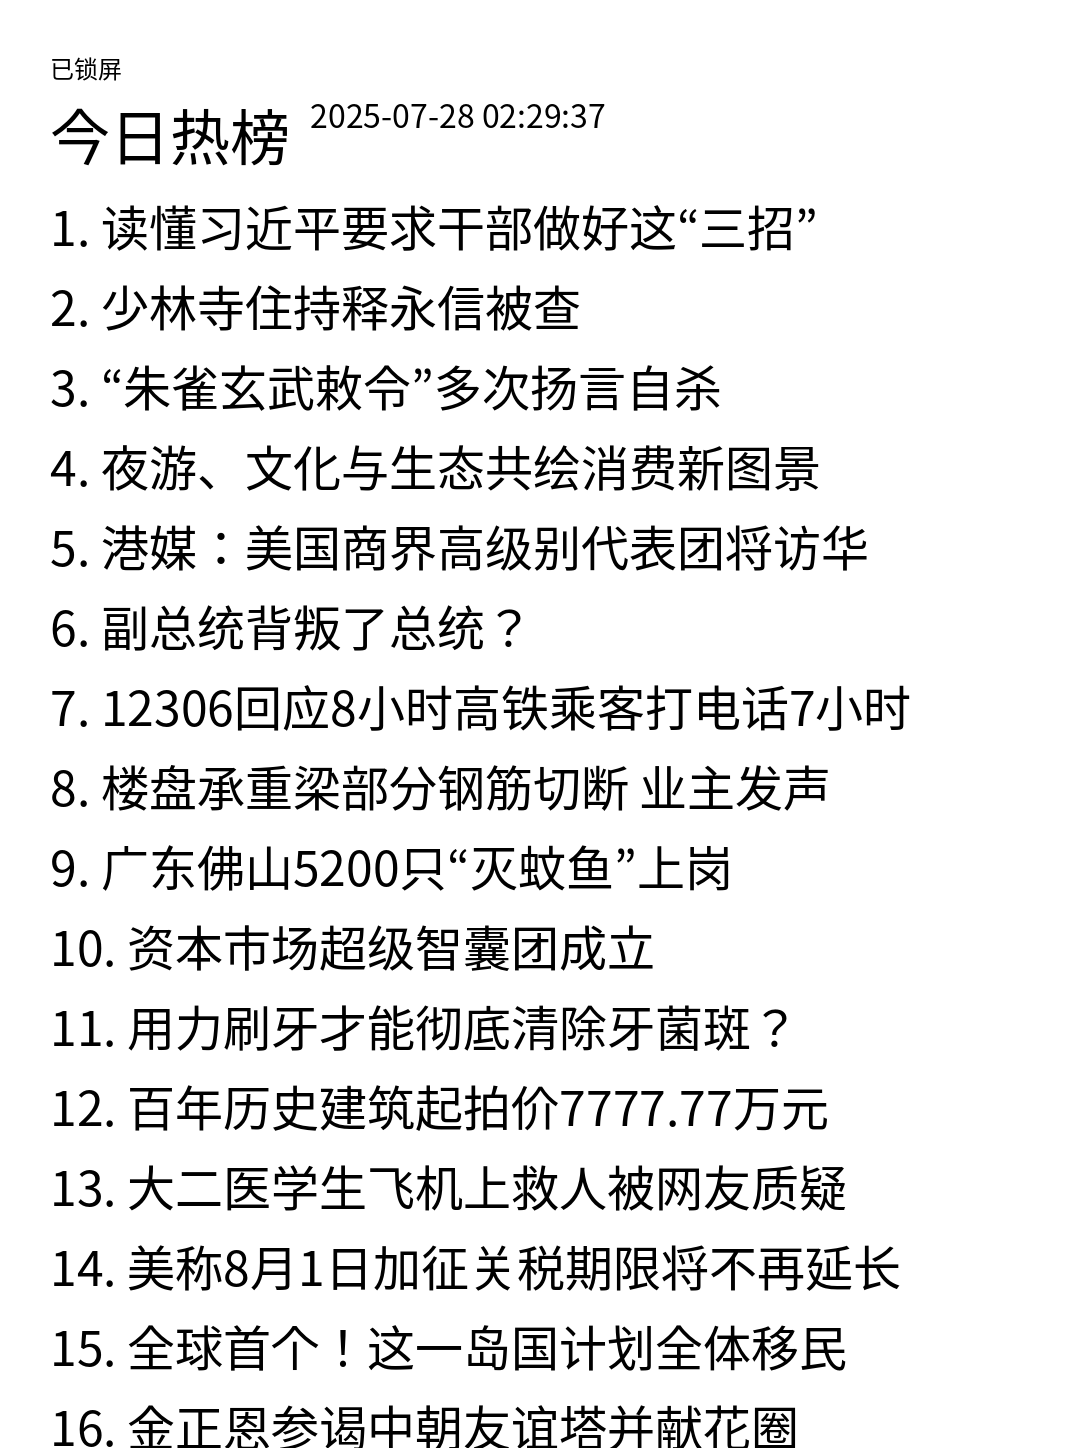 已锁屏
今日热榜 2025-07-28 02:29:37
1. 读懂习近平要求干部做好这“三招”
2. 少林寺住持释永信被查
3. “朱雀玄武敕令”多次扬言自杀
4. 夜游、文化与生态共绘消费新图景
5. 港媒：美国商界高级别代表团将访华
6. 副总统背叛了总统？
7. 12306回应8小时高铁乘客打电话7小时
8. 楼盘承重梁部分钢筋切断 业主发声
9. 广东佛山5200只“灭蚊鱼”上岗
10. 资本市场超级智囊团成立
11. 用力刷牙才能彻底清除牙菌斑？
12. 百年历史建筑起拍价7777.77万元
13. 大二医学生飞机上救人被网友质疑
14. 美称8月1日加征关税期限将不再延长
15. 全球首个！这一岛国计划全体移民
16. 金正恩参谒中朝友谊塔并献花圈